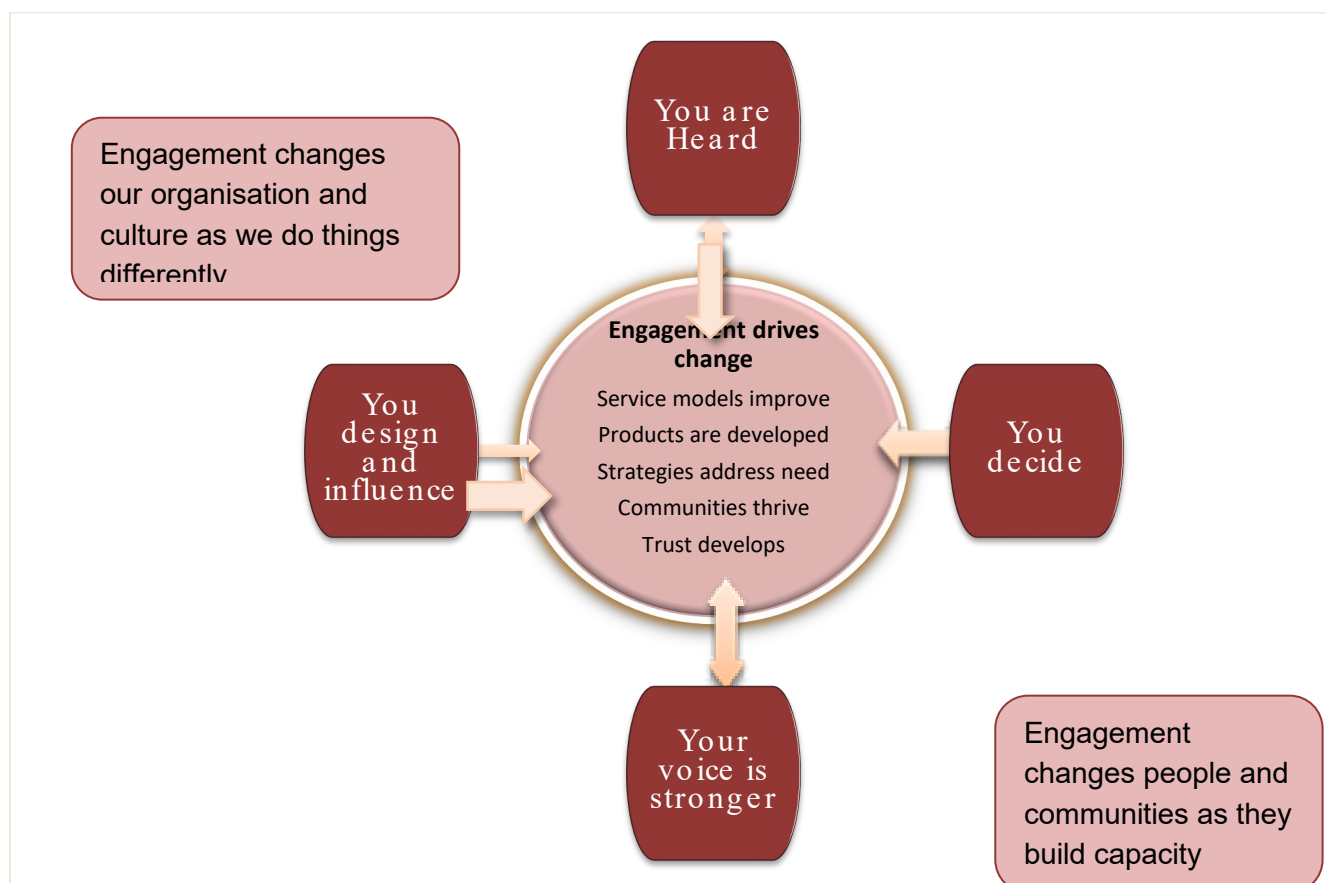 You are
Heard
Engagement changes
our organisation and
culture as we do things
differently
Engagement drives
change
Service models improve
Products are developed
Strategies address need
Communities thrive
Trust develops
You
design
and
influence
You
decide
Your
voice is
stronger
Engagement
changes people and
communities as they
build capacity